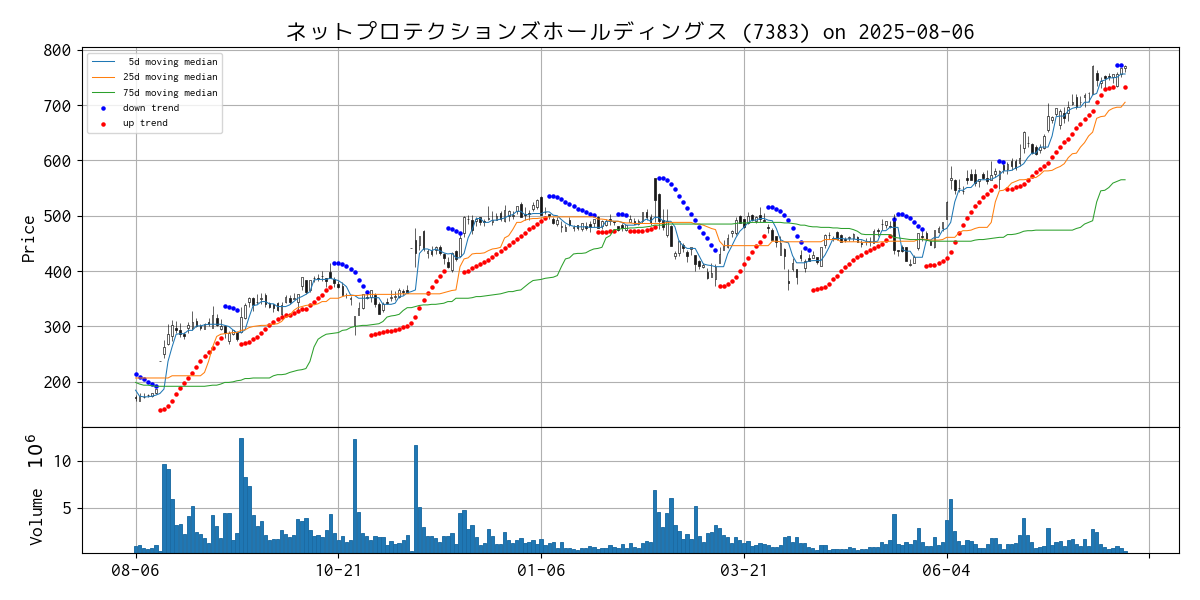 ネットプロテクションズホールディングス (7383) on 2025-08-06
800
700
600
500
400
300
200
Price
5d moving median
25d moving median
75d moving median
down trend
up trend
10
5
Volume 10^6
08-06
10-21
01-06
03-21
06-04